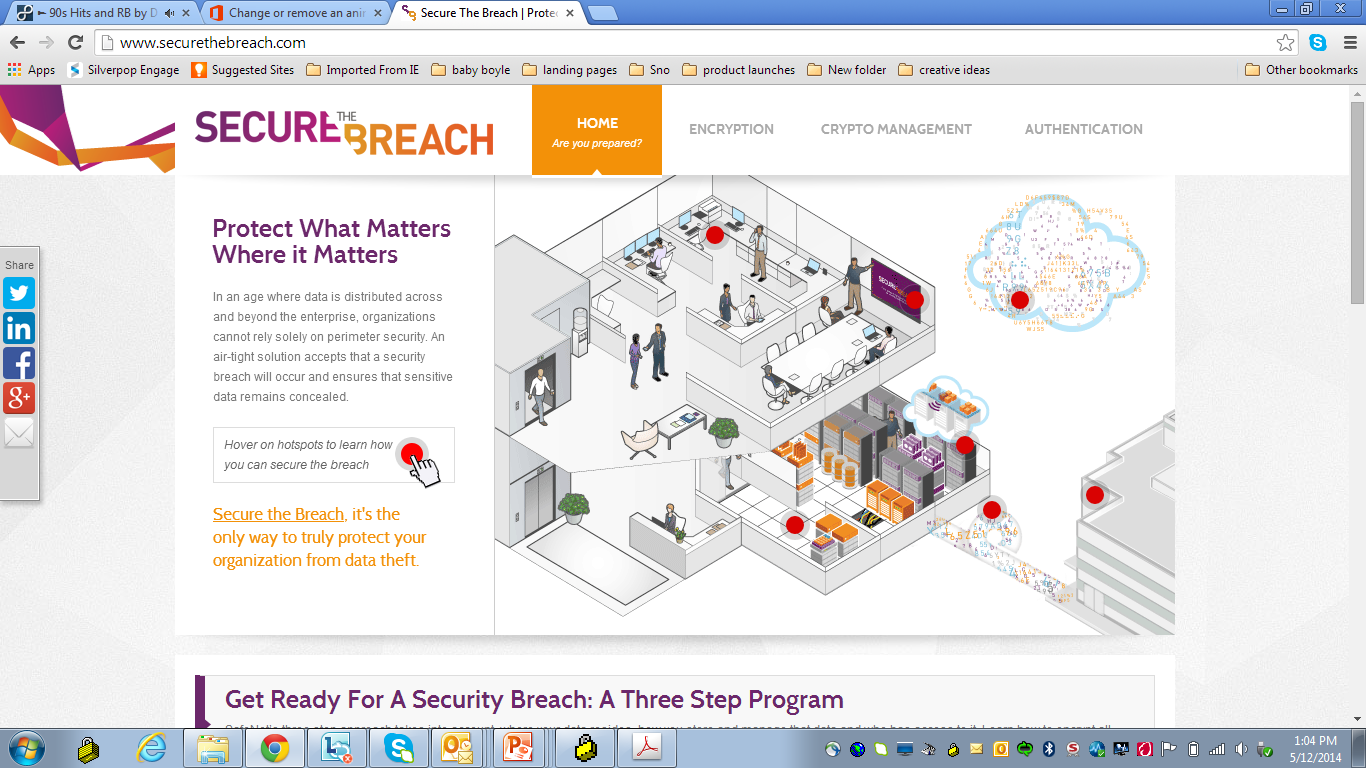 ► 90s Hits and RB by D
Change or remove an ani
Secure The Breach | Prote
www.securethebreach.com
Apps
Silverpop Engage
Suggested Sites
Imported From IE
baby boyle
landing pages
Sno
product launches
New folder
creative ideas
Other bookmarks
SECURE THE BREACH
HOME
Are you prepared?
ENCRYPTION
CRYPTO MANAGEMENT
AUTHENTICATION
Share
Protect What Matters
Where it Matters
In an age where data is distributed across
and beyond the enterprise, organizations
cannot rely solely on perimeter security. An
air-tight solution accepts that a security
breach will occur and ensures that sensitive
data remains concealed.
Hover on hotspots to learn how
you can secure the breach
Secure the Breach, it's the
only way to truly protect your
organization from data theft.
Get Ready For A Security Breach: A Three Step Program
1:04 PM
5/12/2014